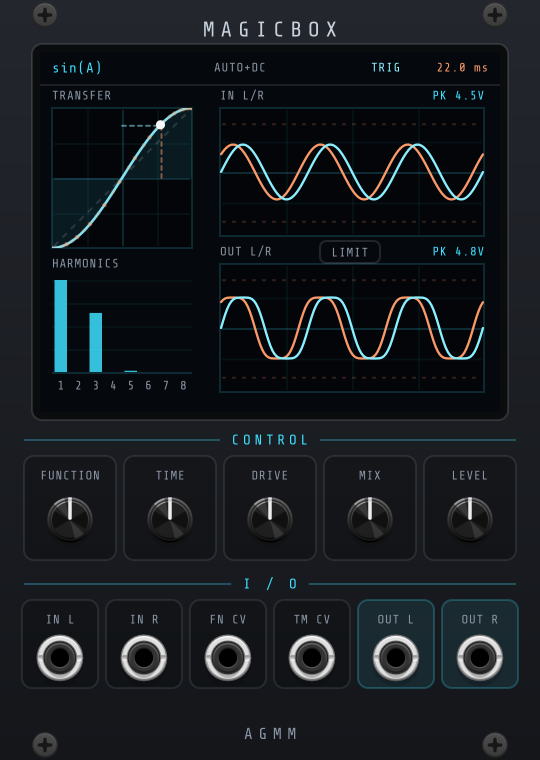 MAGICBOX
sin(A) AUTO+DC TRIG 22.0 ms
TRANSFER IN L/R PK 4.5V
OUT L/R LIMIT PK 4.8V
HARMONICS
1 2 3 4 5 6 7 8
CONTROL
FUNCTION TIME DRIVE MIX LEVEL
I / O
IN L IN R FN CV TM CV OUT L OUT R
AGMM